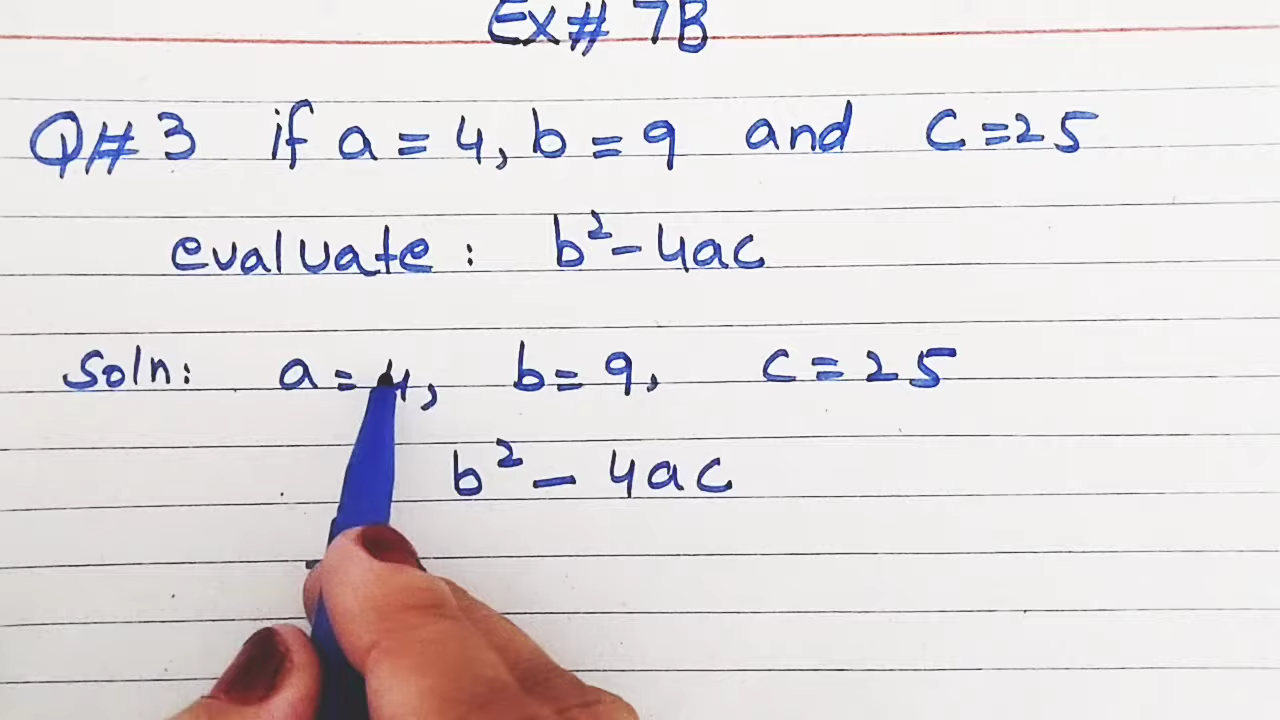 Ex# 7B
Q#3 if a = 4, b = 9 and c = 25
evaluate: b² - 4ac
Soln: a = 4, b = 9, c = 25
b² - 4ac